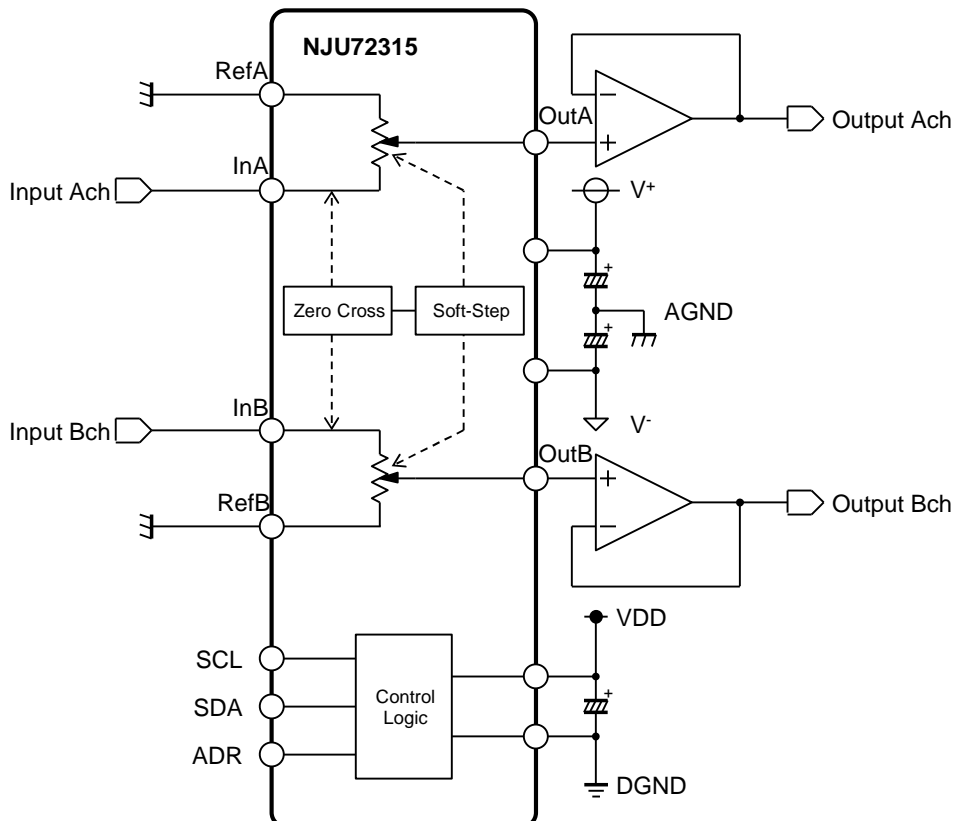 NJU72315
RefA
OutA
Output Ach
InA
Input Ach
V+
Zero Cross
Soft-Step
AGND
InB
Input Bch
V-
OutB
RefB
Output Bch
VDD
SCL
SDA
Control
Logic
ADR
DGND